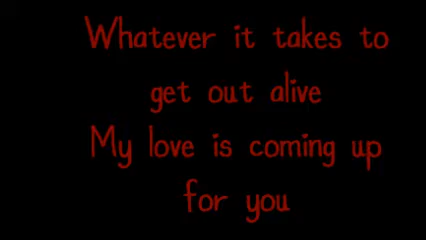 Whatever it takes to
get out alive
My love is coming up
for you